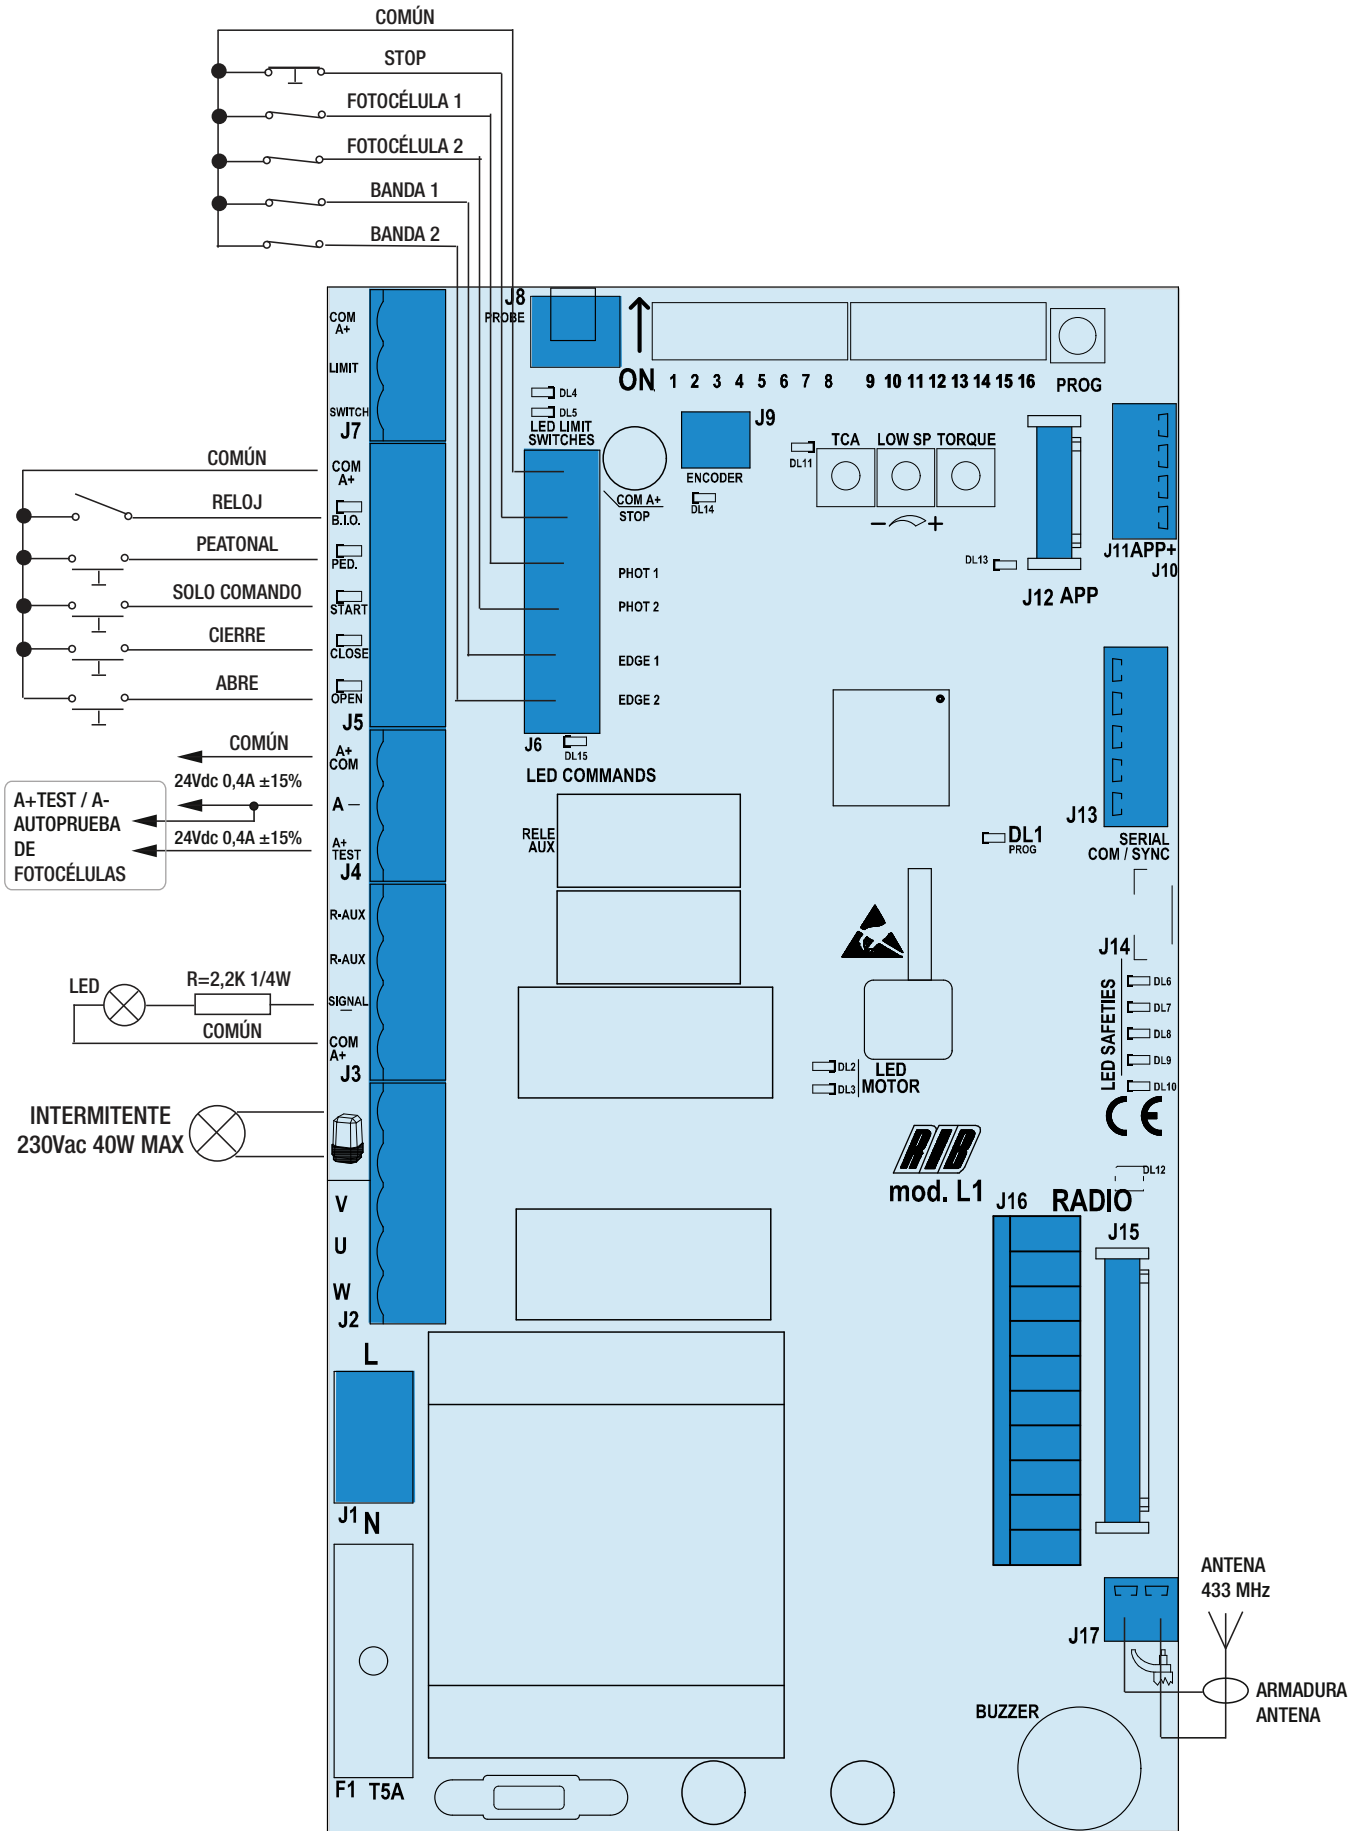 COMÚN
STOP
FOTOCÉLULA 1
FOTOCÉLULA 2
BANDA 1
BANDA 2
COM
A+
LIMIT
SWITCH
J7
J8
PROBE
ON
1 2 3 4 5 6 7 8 9 10 11 12 13 14 15 16
PROG
DL4
DL5
LED LIMIT
SWITCHES
J9
ENCODER
DL14
COM A+
STOP
DL11
TCA LOW SP TORQUE
− +
DL13
J12 APP
J11 APP+
J10
COMÚN
COM
A+
RELOJ
B.I.O.
PEATONAL
PED.
SOLO COMANDO
START
CIERRE
CLOSE
ABRE
OPEN
J5
PHOT 1
PHOT 2
EDGE 1
EDGE 2
J6
DL15
LED COMMANDS
COMÚN
A+
COM
24Vdc 0,4A ±15%
A −
24Vdc 0,4A ±15%
A+
TEST
J4
A+TEST / A-
AUTOPRUEBA
DE
FOTOCÉLULAS
RELE
AUX
J13
SERIAL
COM / SYNC
DL1
PROG
R-AUX
R-AUX
J14
LED
R=2,2K 1/4W
SIGNAL
−
COMÚN
COM
A+
J3
LED SAFETIES
DL6
DL7
DL8
DL9
DL10
DL2
DL3
LED
MOTOR
CE
INTERMITENTE
230Vac 40W MAX
RIB
mod. L1
DL12
RADIO
J16
J15
V
U
W
J2
L
J1
N
ANTENA
433 MHz
J17
ARMADURA
ANTENA
BUZZER
F1 T5A